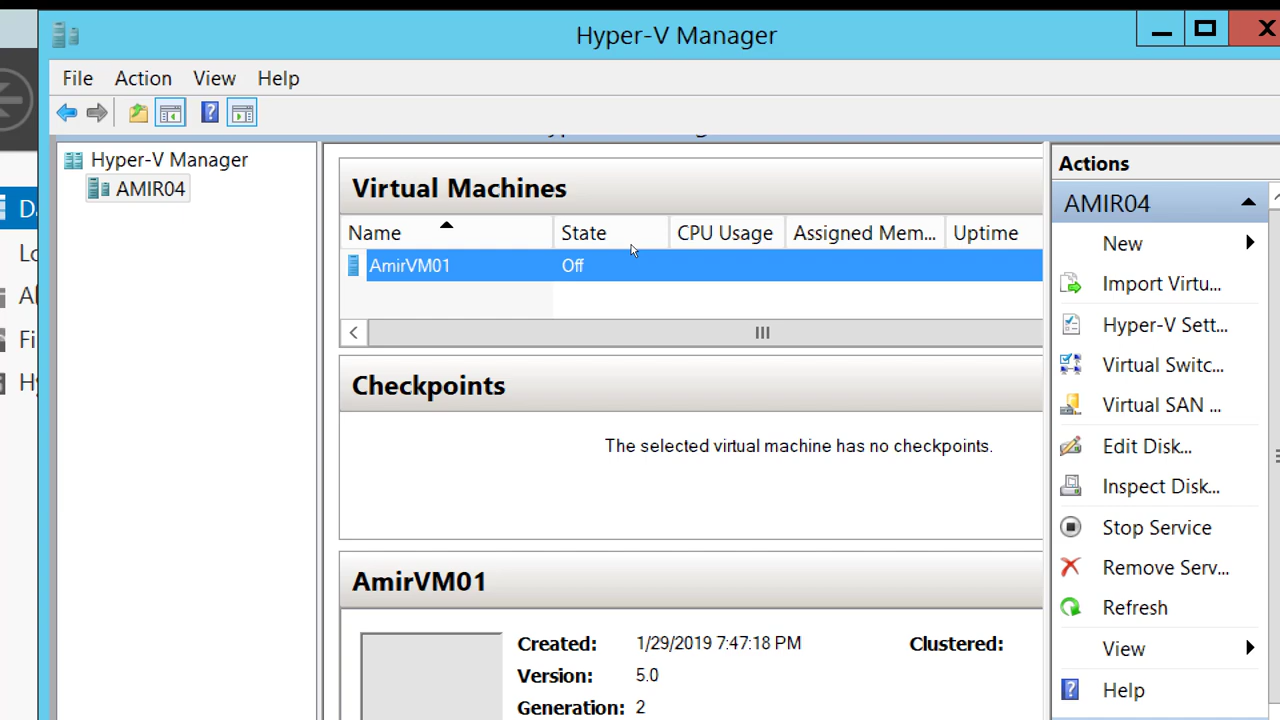 Hyper-V Manager
File Action View Help
Hyper-V Manager
AMIR04
Virtual Machines
Name State CPU Usage Assigned Mem... Uptime
AmirVM01 Off
Checkpoints
The selected virtual machine has no checkpoints.
AmirVM01
Created: 1/29/2019 7:47:18 PM Clustered:
Version: 5.0
Generation: 2
Actions
AMIR04
New
Import Virtu...
Hyper-V Sett...
Virtual Switc...
Virtual SAN ...
Edit Disk...
Inspect Disk...
Stop Service
Remove Serv...
Refresh
View
Help